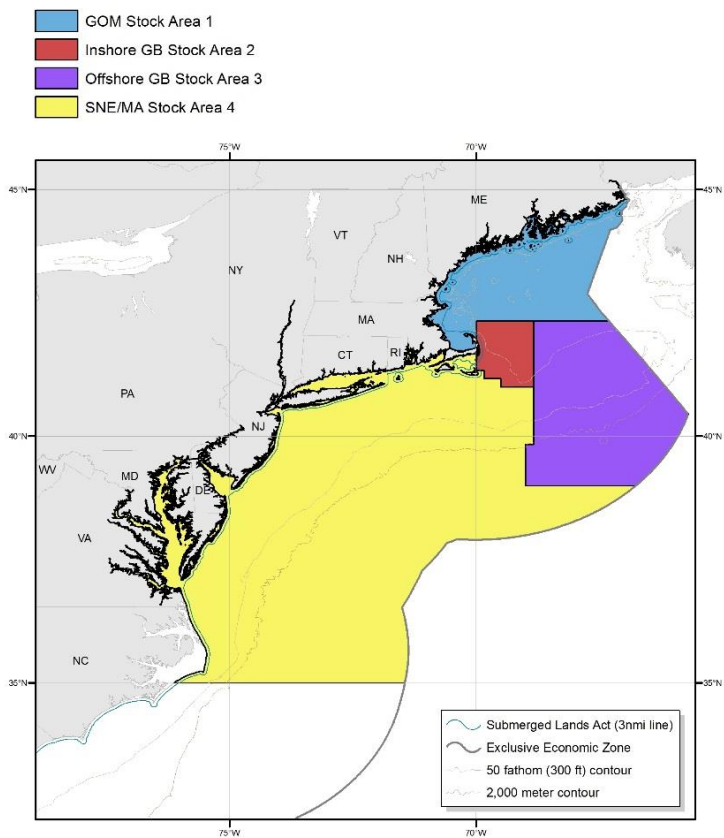 GOM Stock Area 1
Inshore GB Stock Area 2
Offshore GB Stock Area 3
SNE/MA Stock Area 4
75°W 70°W
45°N 45°N
ME
VT
NH
NY
MA
CT RI
PA
40°N 40°N
NJ
WV
MD
DE
VA
NC
35°N 35°N
Submerged Lands Act (3nmi line)
Exclusive Economic Zone
50 fathom (300 ft) contour
2,000 meter contour
75°W 70°W